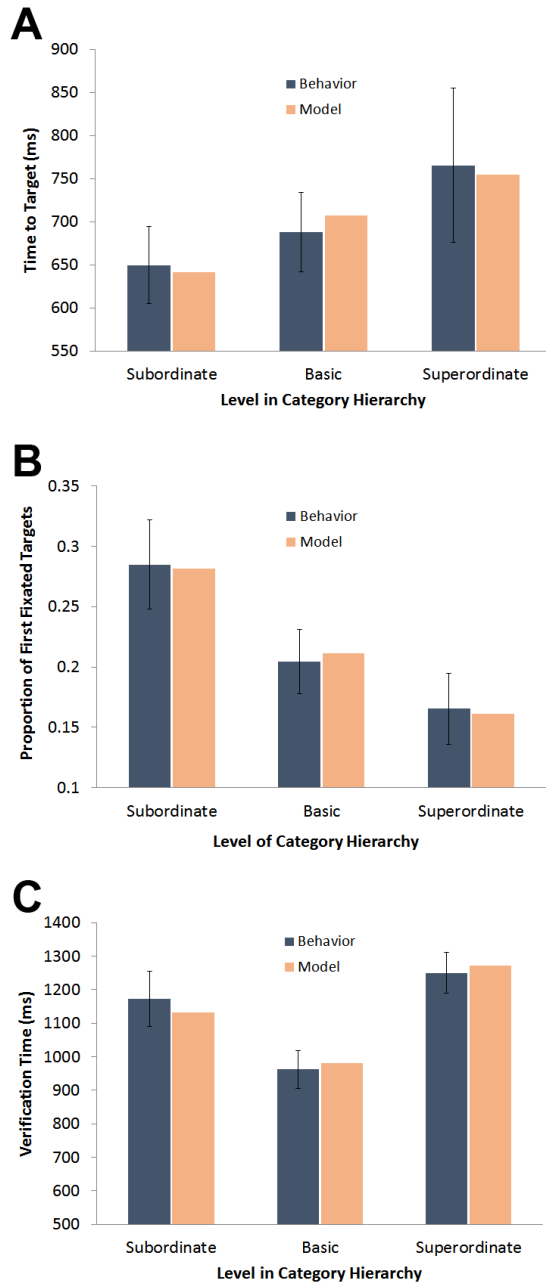 A
900
850
800
750
700
650
600
550
Time to Target (ms)
Behavior
Model
Subordinate Basic Superordinate
Level in Category Hierarchy
B
0.35
0.3
0.25
0.2
0.15
0.1
Proportion of First Fixated Targets
Behavior
Model
Subordinate Basic Superordinate
Level of Category Hierarchy
C
1400
1300
1200
1100
1000
900
800
700
600
500
Verification Time (ms)
Behavior
Model
Subordinate Basic Superordinate
Level in Category Hierarchy